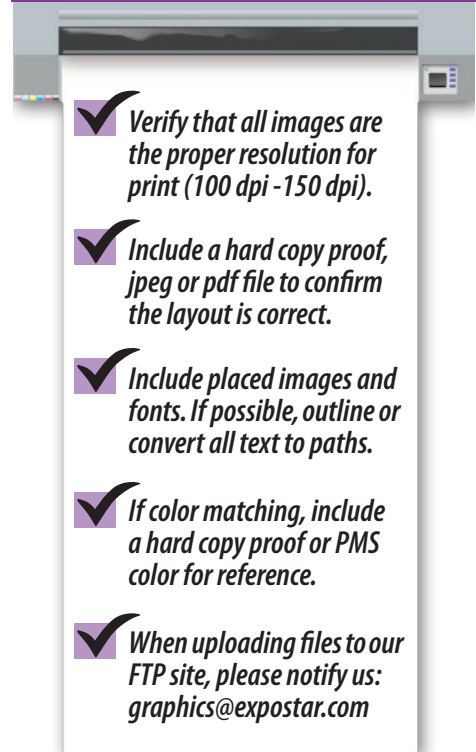 Verify that all images are
the proper resolution for
print (100 dpi -150 dpi).
Include a hard copy proof,
jpeg or pdf file to confirm
the layout is correct.
Include placed images and
fonts. If possible, outline or
convert all text to paths.
If color matching, include
a hard copy proof or PMS
color for reference.
When uploading files to our
FTP site, please notify us:
graphics@expostar.com